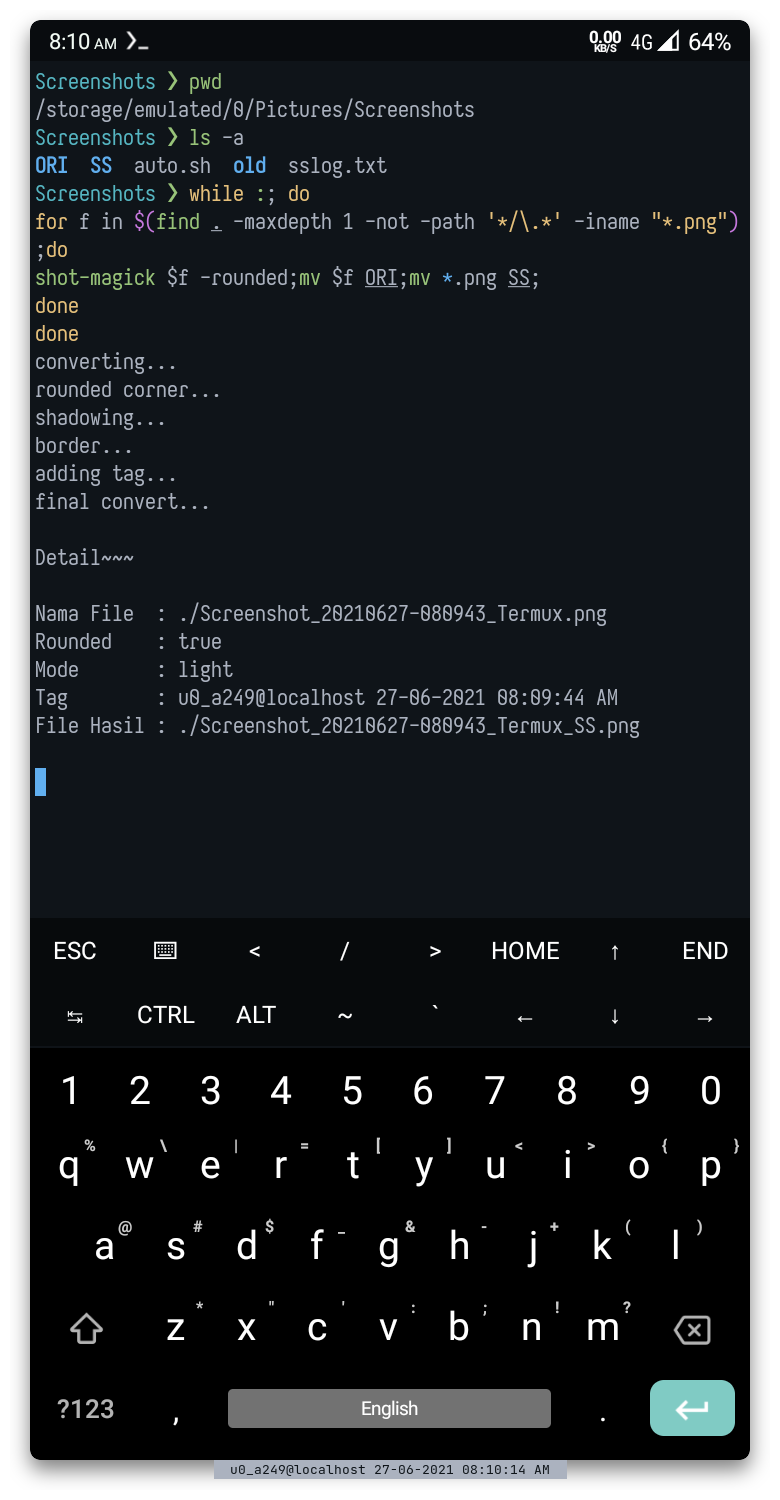 8:10 AM
0.00 KB/S 4G 64%
Screenshots ❯ pwd
/storage/emulated/0/Pictures/Screenshots
Screenshots ❯ ls -a
ORI SS auto.sh old sslog.txt
Screenshots ❯ while :; do
for f in $(find . -maxdepth 1 -not -path '*/\.*' -iname "*.png")
;do
shot-magick $f -rounded;mv $f ORI;mv *.png SS;
done
done
converting...
rounded corner...
shadowing...
border...
adding tag...
final convert...
Detail~~~
Nama File : ./Screenshot_20210627-080943_Termux.png
Rounded : true
Mode : light
Tag : u0_a249@localhost 27-06-2021 08:09:44 AM
File Hasil : ./Screenshot_20210627-080943_Termux_SS.png
ESC < / > HOME ↑ END
↹ CTRL ALT ~ ` ← ↓ →
1 2 3 4 5 6 7 8 9 0
q % w \ e | r = t [ y ] u < i > o { p }
a @ s # d $ f _ g & h - j + k ( l )
z * x " c ' v : b ; n ! m ?
?123 , English .
u0_a249@localhost 27-06-2021 08:10:14 AM